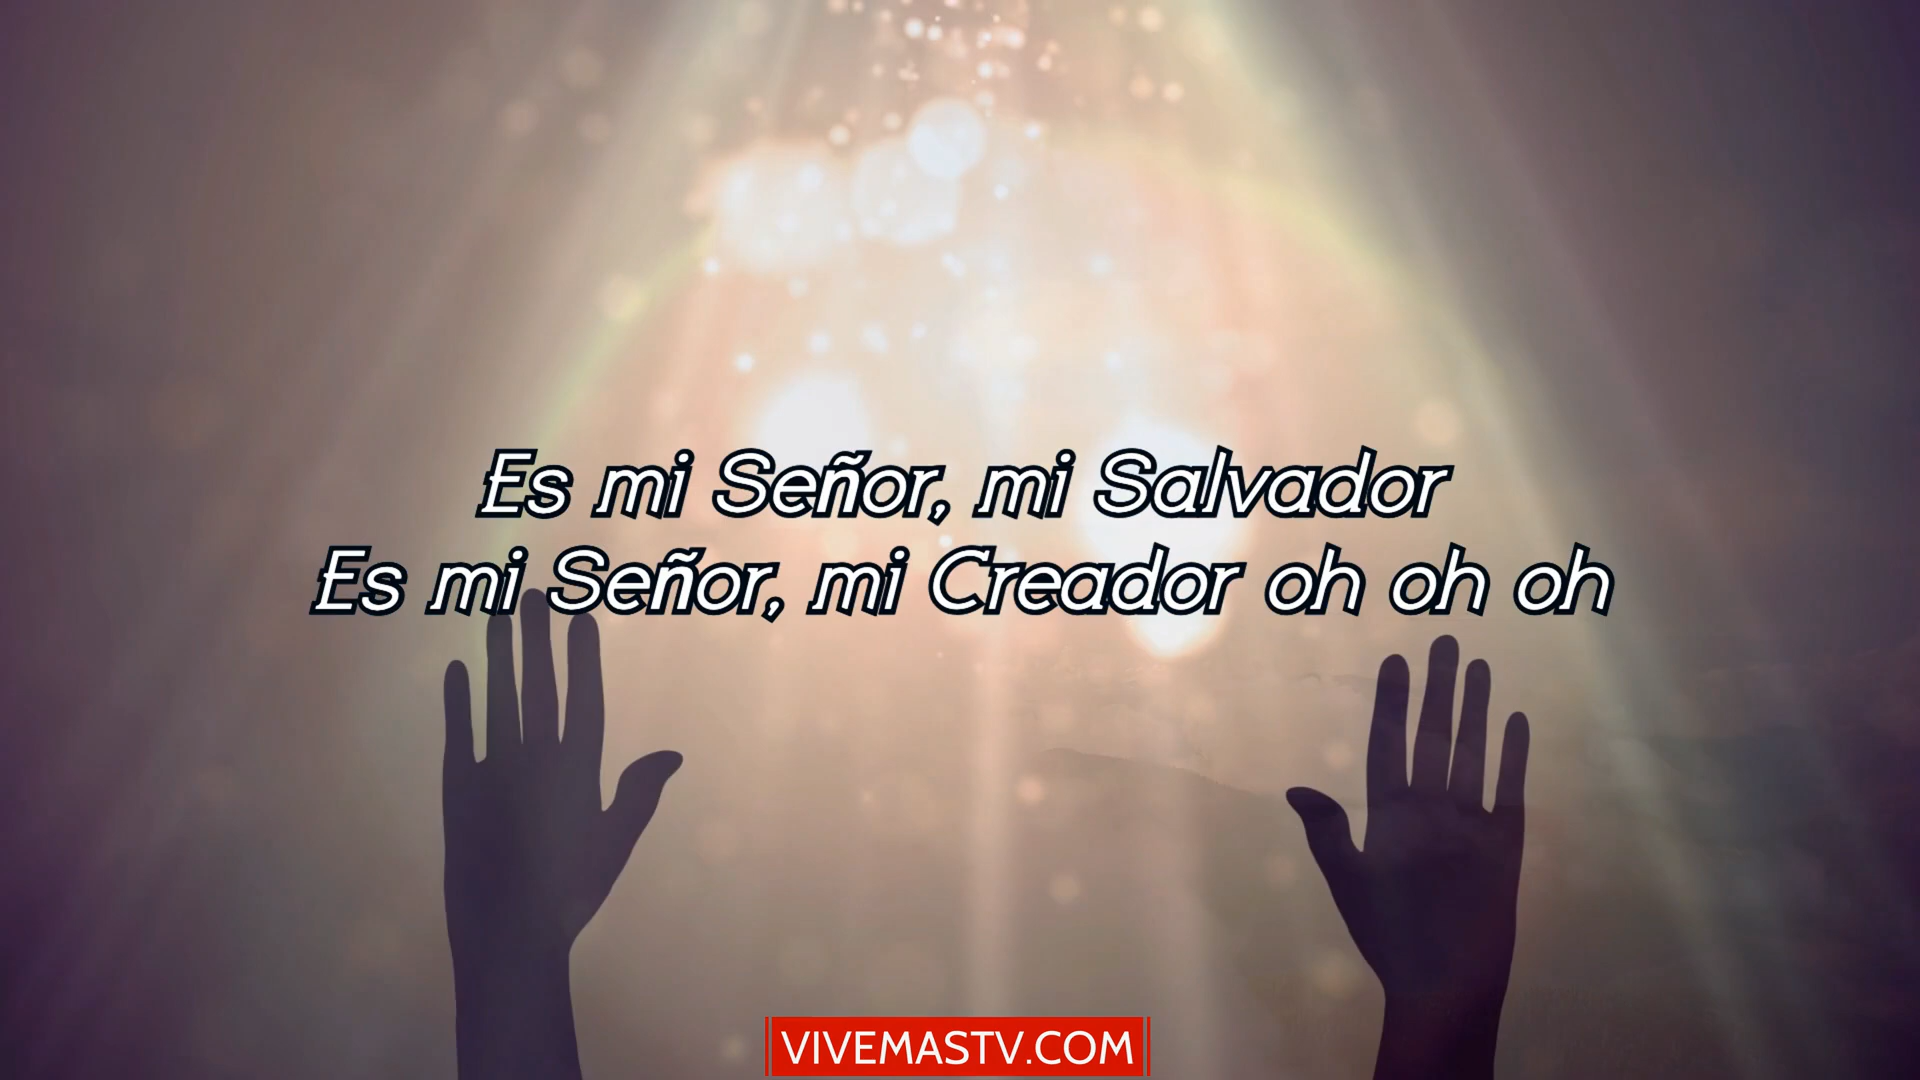 Es mi Señor, mi Salvador
Es mi Señor, mi Creador oh oh oh
VIVEMASTV.COM